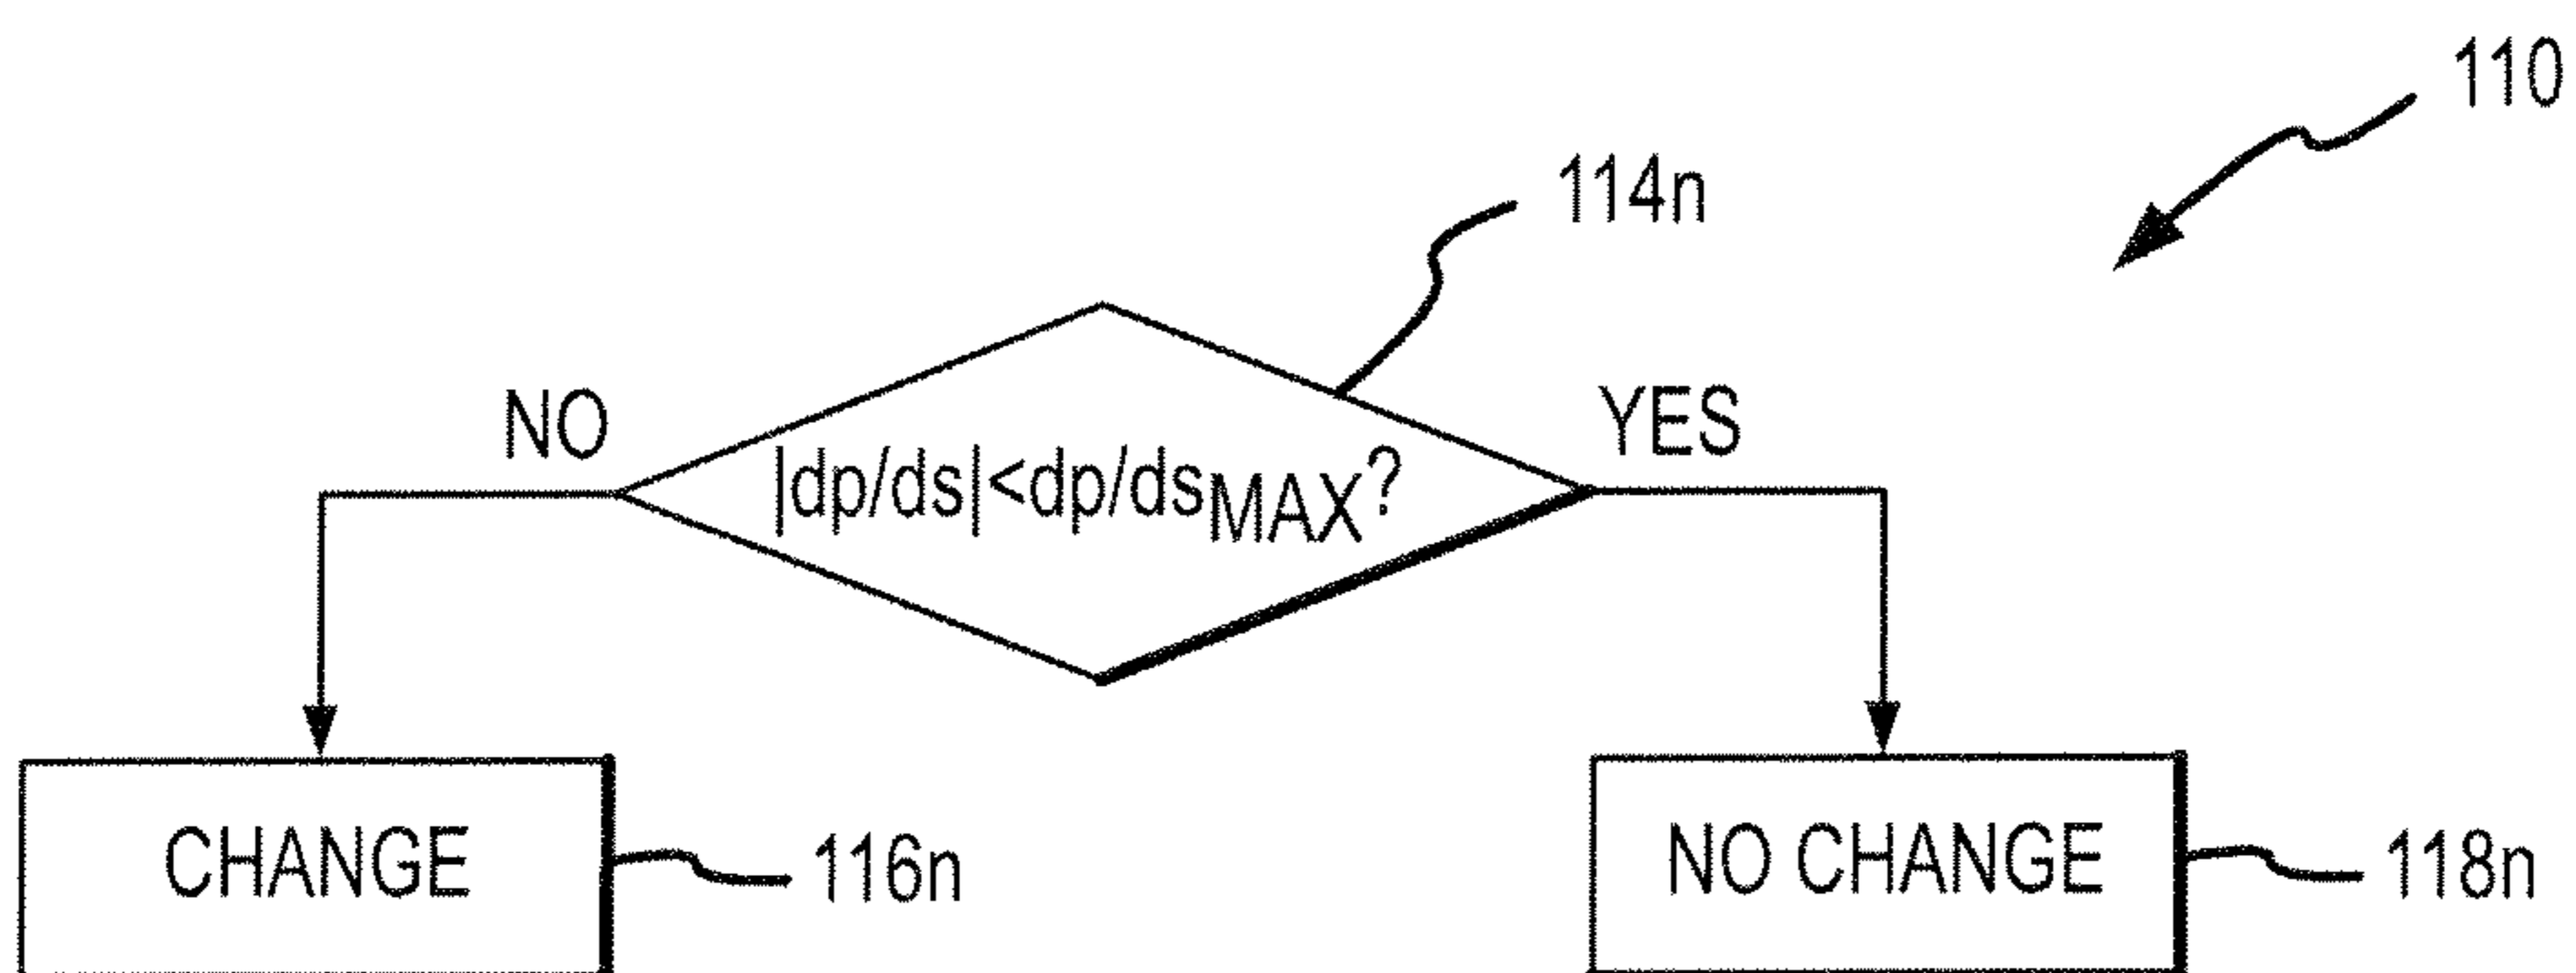 110
114n
NO
YES
|dp/ds|<dp/dsMAX?
CHANGE
116n
NO CHANGE
118n